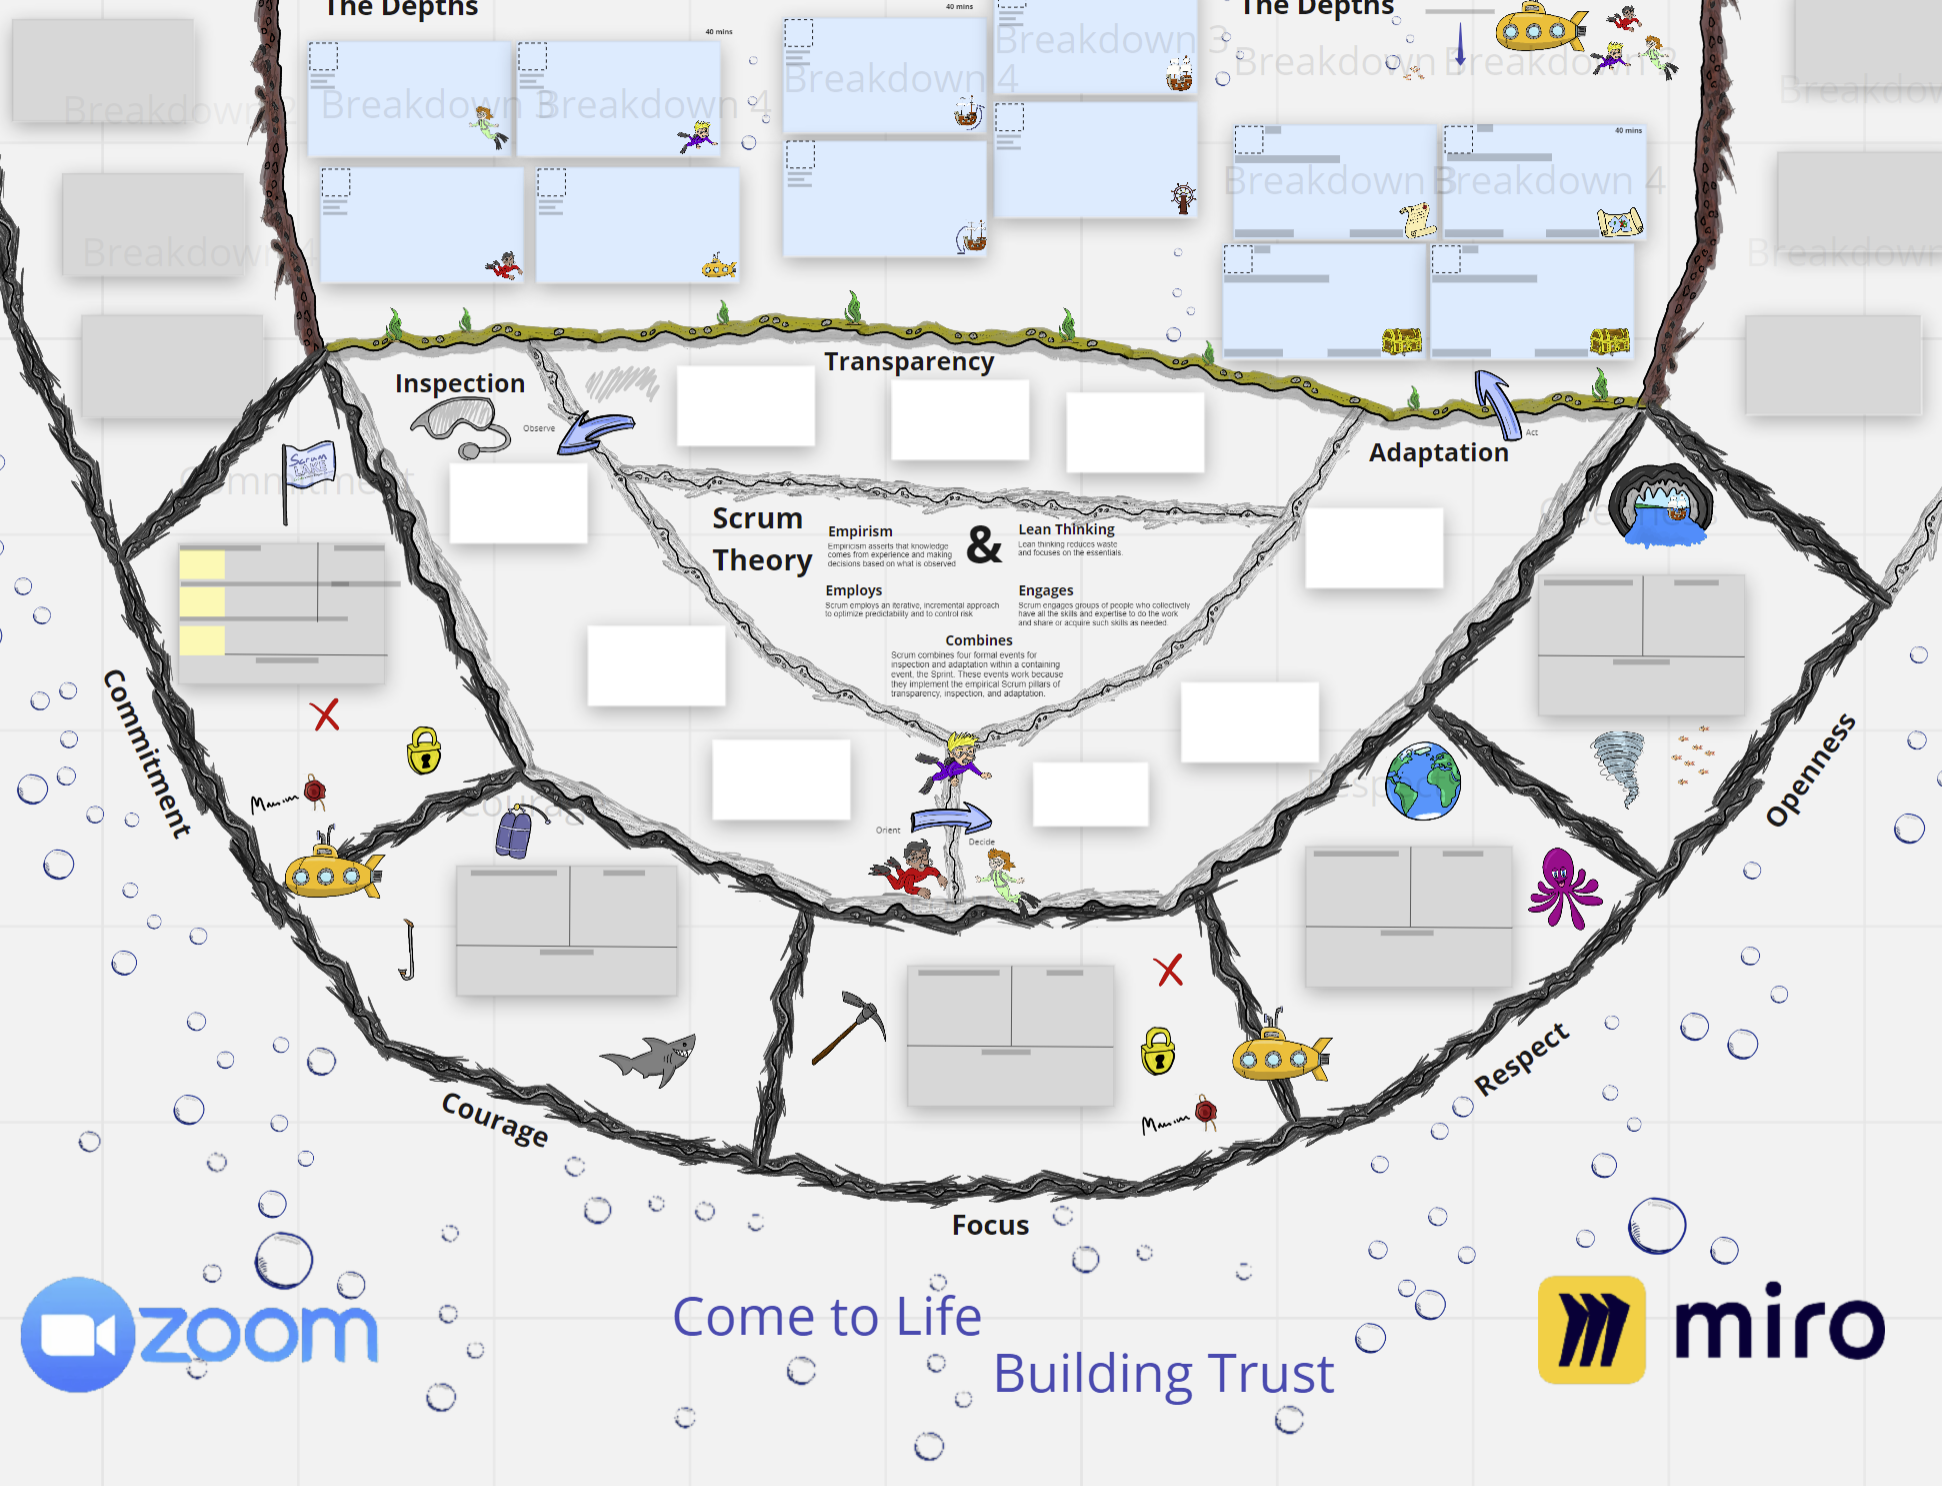 The Depths
40 mins
40 mins
The Depths
Breakdown 3
Breakdown 4
Breakdown 3
Breakdown 4
Breakdown
Breakdown
Breakdown 3
Breakdown 4
40 mins
Breakdown 3
Breakdown 4
Transparency
Inspection
Observe
Adaptation
Act
Scrum
LAKE
Commitment
Scrum
Theory
Empirism
Empiricism asserts that knowledge
comes from experience and making
decisions based on what is observed
&
Lean Thinking
Lean thinking reduces waste
and focuses on the essentials.
Employs
Scrum employs an iterative, incremental approach
to optimize predictability and to control risk
Engages
Scrum engages groups of people who collectively
have all the skills and expertise to do the work
and share or acquire such skills as needed
Combines
Scrum combines four formal events for
inspection and adaptation within a containing
event, the Sprint. These events work because
they implement the empirical Scrum pillars of
transparency, inspection, and adaptation.
Orient
Decide
Courage
Respect
Commitment
Openness
Courage
Respect
Focus
zoom
Come to Life
Building Trust
miro